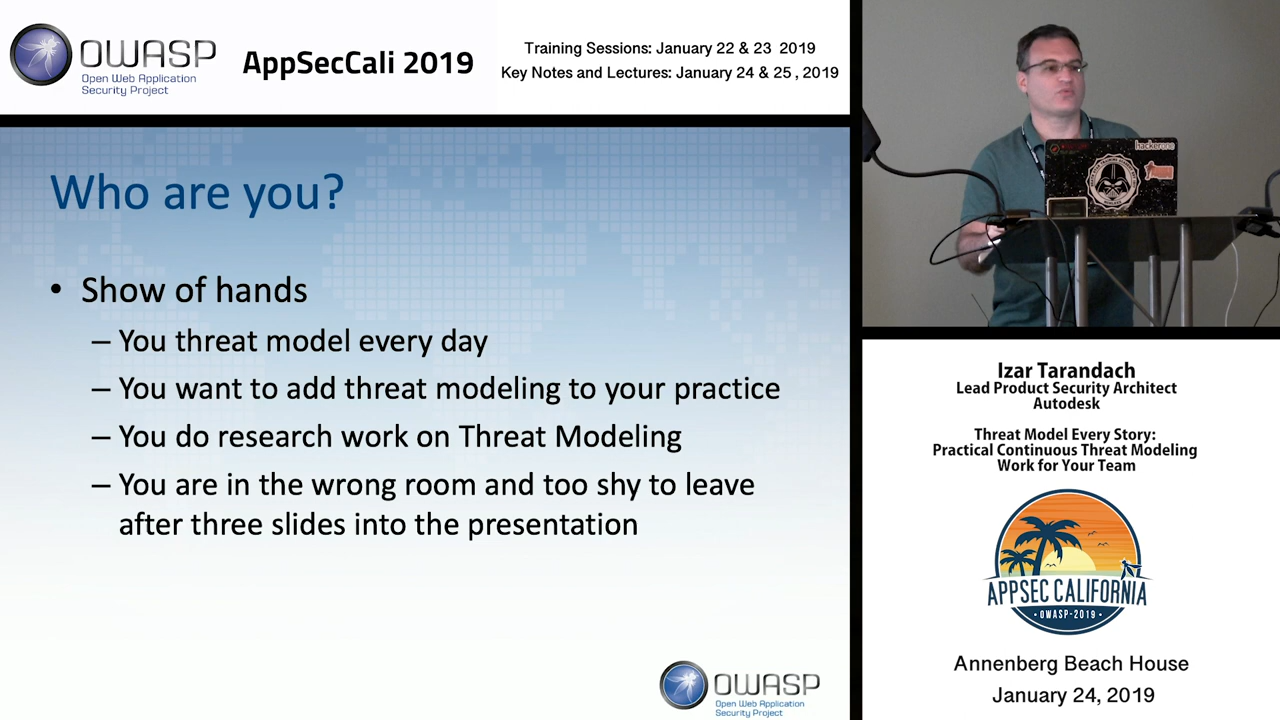 OWASP
Open Web Application
Security Project
AppSecCali 2019
Training Sessions: January 22 & 23 2019
Key Notes and Lectures: January 24 & 25 , 2019
Who are you?
• Show of hands
– You threat model every day
– You want to add threat modeling to your practice
– You do research work on Threat Modeling
– You are in the wrong room and too shy to leave
after three slides into the presentation
OWASP
Open Web Application
Security Project
hackerone
Izar Tarandach
Lead Product Security Architect
Autodesk
Threat Model Every Story:
Practical Continuous Threat Modeling
Work for Your Team
APPSEC CALIFORNIA
· OWASP-2019 ·
Annenberg Beach House
January 24, 2019